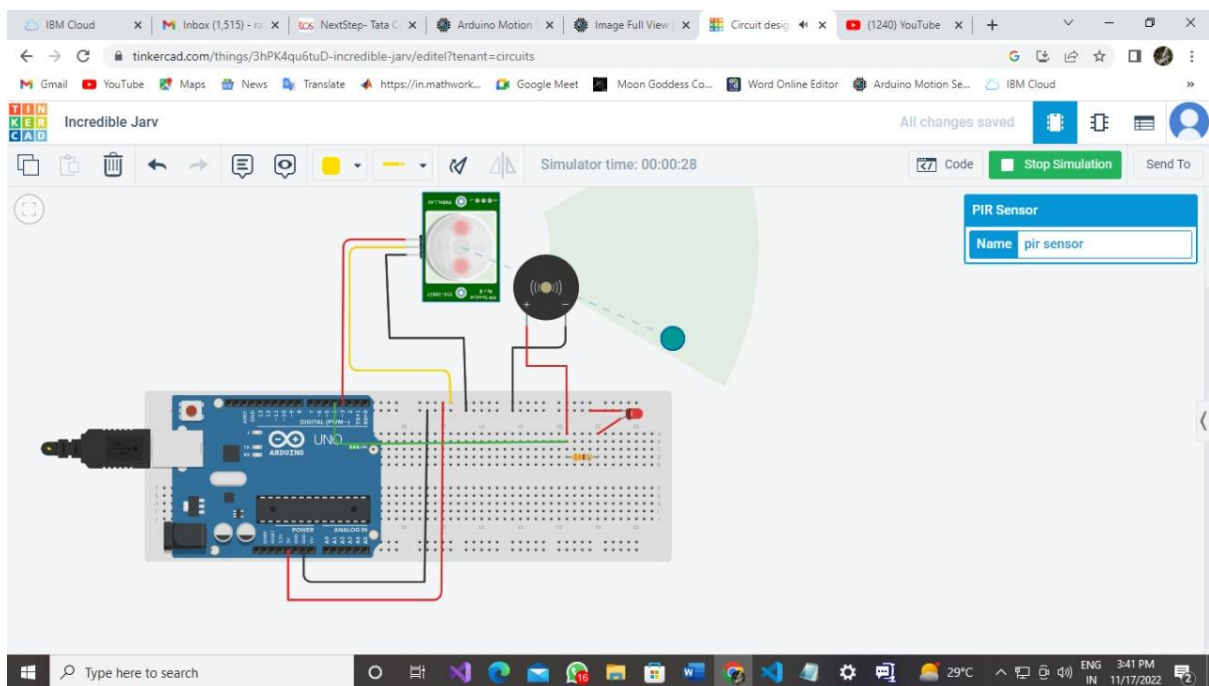 IBM Cloud
Inbox (1,515) - ra
NextStep- Tata C
Arduino Motion
Image Full View
Circuit desig
(1240) YouTube
tinkercad.com/things/3hPK4qu6tuD-incredible-jarv/editel?tenant=circuits
Gmail
YouTube
Maps
News
Translate
https://in.mathwork...
Google Meet
Moon Goddess Co...
Word Online Editor
Arduino Motion Se...
IBM Cloud
TIN
KER
CAD
Incredible Jarv
All changes saved
Simulator time: 00:00:28
Code
Stop Simulation
Send To
PIR Sensor
Name
pir sensor
DIGITAL (PWM~)
UNO
ARDUINO
POWER
ANALOG IN
Type here to search
16
29°C
ENG
IN
3:41 PM
11/17/2022
2